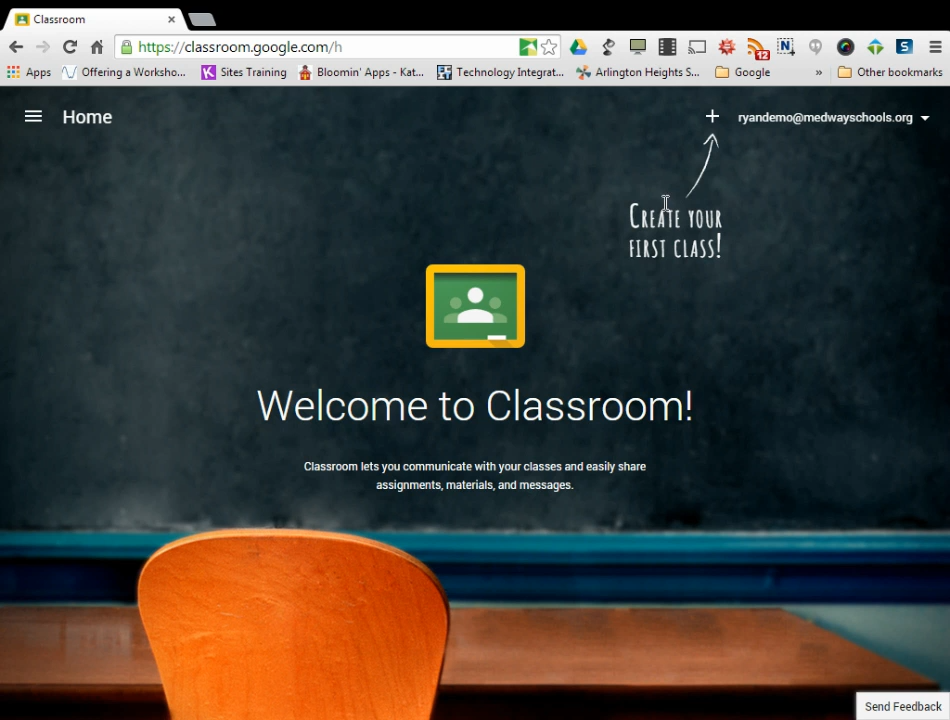 Classroom
https://classroom.google.com/h
12
N
S
Apps
Offering a Worksho...
K Sites Training
Bloomin' Apps - Kat...
Technology Integrat...
Arlington Heights S...
Google
»
Other bookmarks
Home
+
ryandemo@medwayschools.org
CREATE YOUR
FIRST CLASS!
Welcome to Classroom!
Classroom lets you communicate with your classes and easily share
assignments, materials, and messages.
Send Feedback